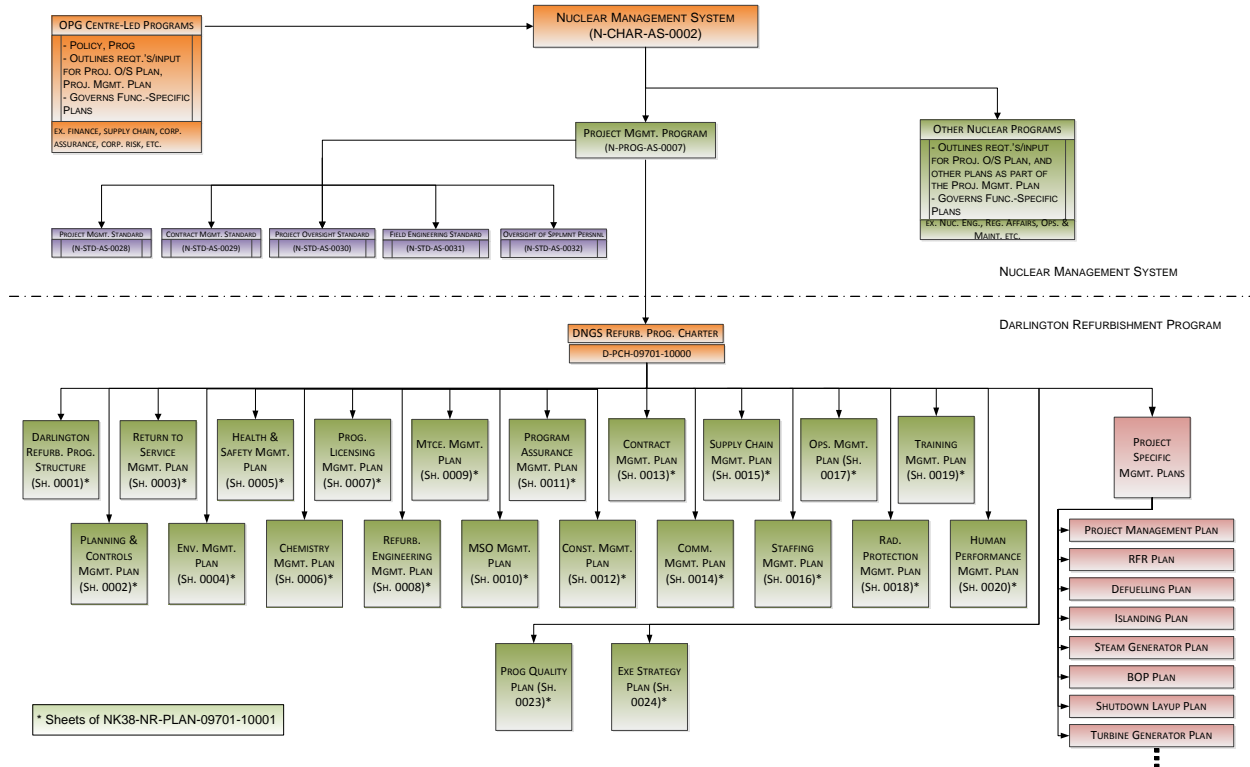 OPG CENTRE-LED PROGRAMS
- POLICY, PROG
- OUTLINES REQT.'S/INPUT
FOR PROJ. O/S PLAN,
PROJ. MGMT. PLAN
- GOVERNS FUNC.-SPECIFIC
PLANS
EX. FINANCE, SUPPLY CHAIN, CORP.
ASSURANCE, CORP. RISK, ETC.
NUCLEAR MANAGEMENT SYSTEM
(N-CHAR-AS-0002)
PROJECT MGMT. PROGRAM
(N-PROG-AS-0007)
OTHER NUCLEAR PROGRAMS
- OUTLINES REQT.'S/INPUT
FOR PROJ. O/S PLAN, AND
OTHER PLANS AS PART OF
THE PROJ. MGMT. PLAN
- GOVERNS FUNC.-SPECIFIC
PLANS
EX. NUC. ENG., REG. AFFAIRS, OPS. &
MAINT. ETC.
PROJECT MGMT. STANDARD
(N-STD-AS-0028)
CONTRACT MGMT. STANDARD
(N-STD-AS-0029)
PROJECT OVERSIGHT STANDARD
(N-STD-AS-0030)
FIELD ENGINEERING STANDARD
(N-STD-AS-0031)
OVERSIGHT OF SPPLMNT PERSNNL
(N-STD-AS-0032)
NUCLEAR MANAGEMENT SYSTEM
DARLINGTON REFURBISHMENT PROGRAM
DNGS REFURB. PROG. CHARTER
D-PCH-09701-10000
DARLINGTON
REFURB. PROG.
STRUCTURE
(SH. 0001)*
RETURN TO
SERVICE
MGMT. PLAN
(SH. 0003)*
HEALTH &
SAFETY MGMT.
PLAN
(SH. 0005)*
PROG.
LICENSING
MGMT. PLAN
(SH. 0007)*
MTCE. MGMT.
PLAN
(SH. 0009)*
PROGRAM
ASSURANCE
MGMT. PLAN
(SH. 0011)*
CONTRACT
MGMT. PLAN
(SH. 0013)*
SUPPLY CHAIN
MGMT. PLAN
(SH. 0015)*
OPS. MGMT.
PLAN (SH.
0017)*
TRAINING
MGMT. PLAN
(SH. 0019)*
PROJECT
SPECIFIC
MGMT. PLANS
PLANNING &
CONTROLS
MGMT. PLAN
(SH. 0002)*
ENV. MGMT.
PLAN
(SH. 0004)*
CHEMISTRY
MGMT. PLAN
(SH. 0006)*
REFURB.
ENGINEERING
MGMT. PLAN
(SH. 0008)*
MSO MGMT.
PLAN
(SH. 0010)*
CONST. MGMT.
PLAN
(SH. 0012)*
COMM.
MGMT. PLAN
(SH. 0014)*
STAFFING
MGMT. PLAN
(SH. 0016)*
RAD.
PROTECTION
MGMT. PLAN
(SH. 0018)*
HUMAN
PERFORMANCE
MGMT. PLAN
(SH. 0020)*
PROJECT MANAGEMENT PLAN
RFR PLAN
DEFUELLING PLAN
ISLANDING PLAN
STEAM GENERATOR PLAN
BOP PLAN
SHUTDOWN LAYUP PLAN
TURBINE GENERATOR PLAN
PROG QUALITY
PLAN (SH.
0023)*
EXE STRATEGY
PLAN (SH.
0024)*
* Sheets of NK38-NR-PLAN-09701-10001